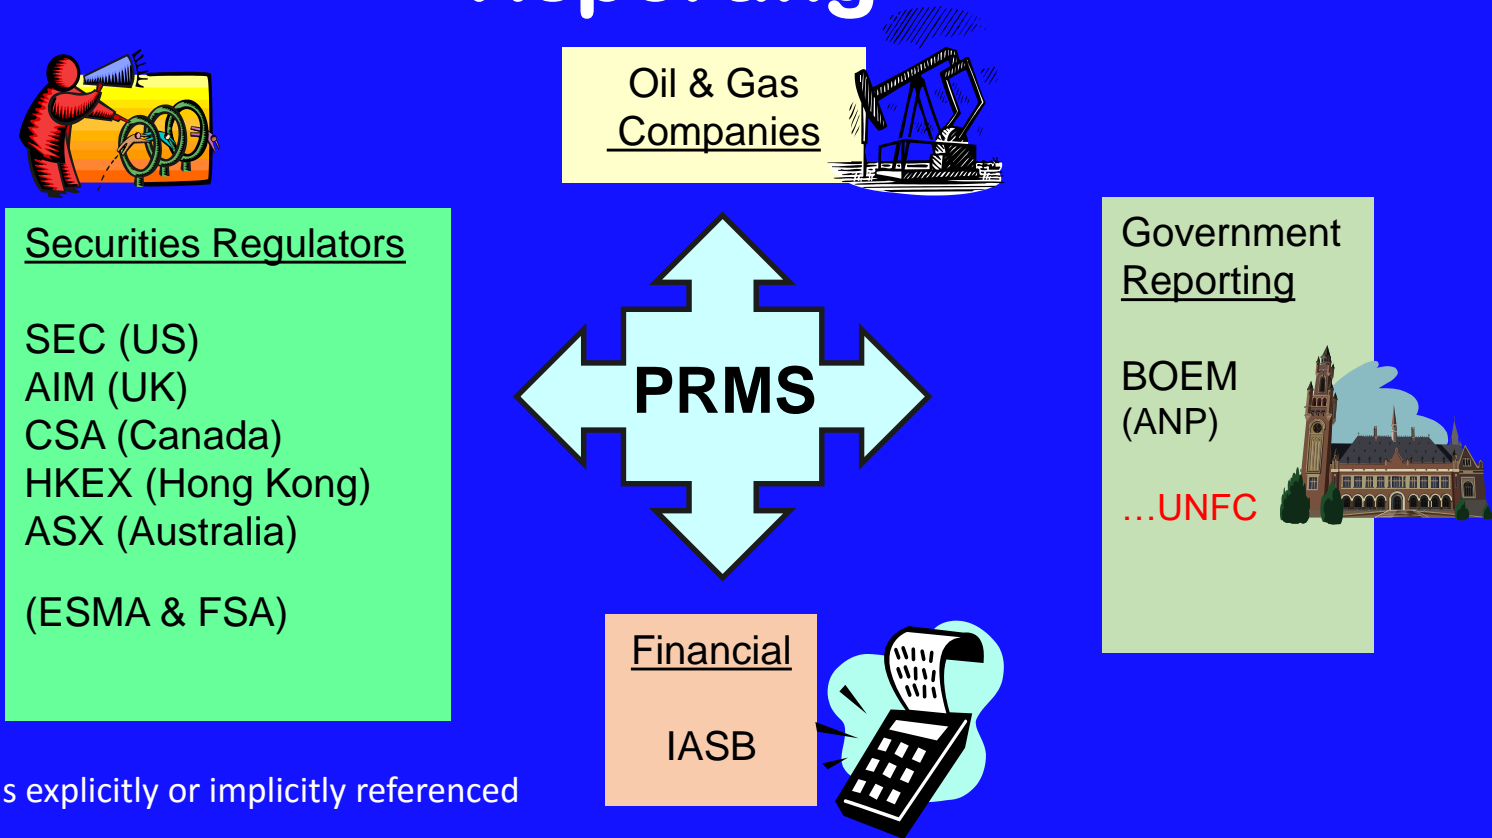 Reporting
Oil & Gas
Companies
Securities Regulators
SEC (US)
AIM (UK)
CSA (Canada)
HKEX (Hong Kong)
ASX (Australia)
(ESMA & FSA)
PRMS
Government
Reporting
BOEM
(ANP)
...UNFC
Financial
IASB
s explicitly or implicitly referenced